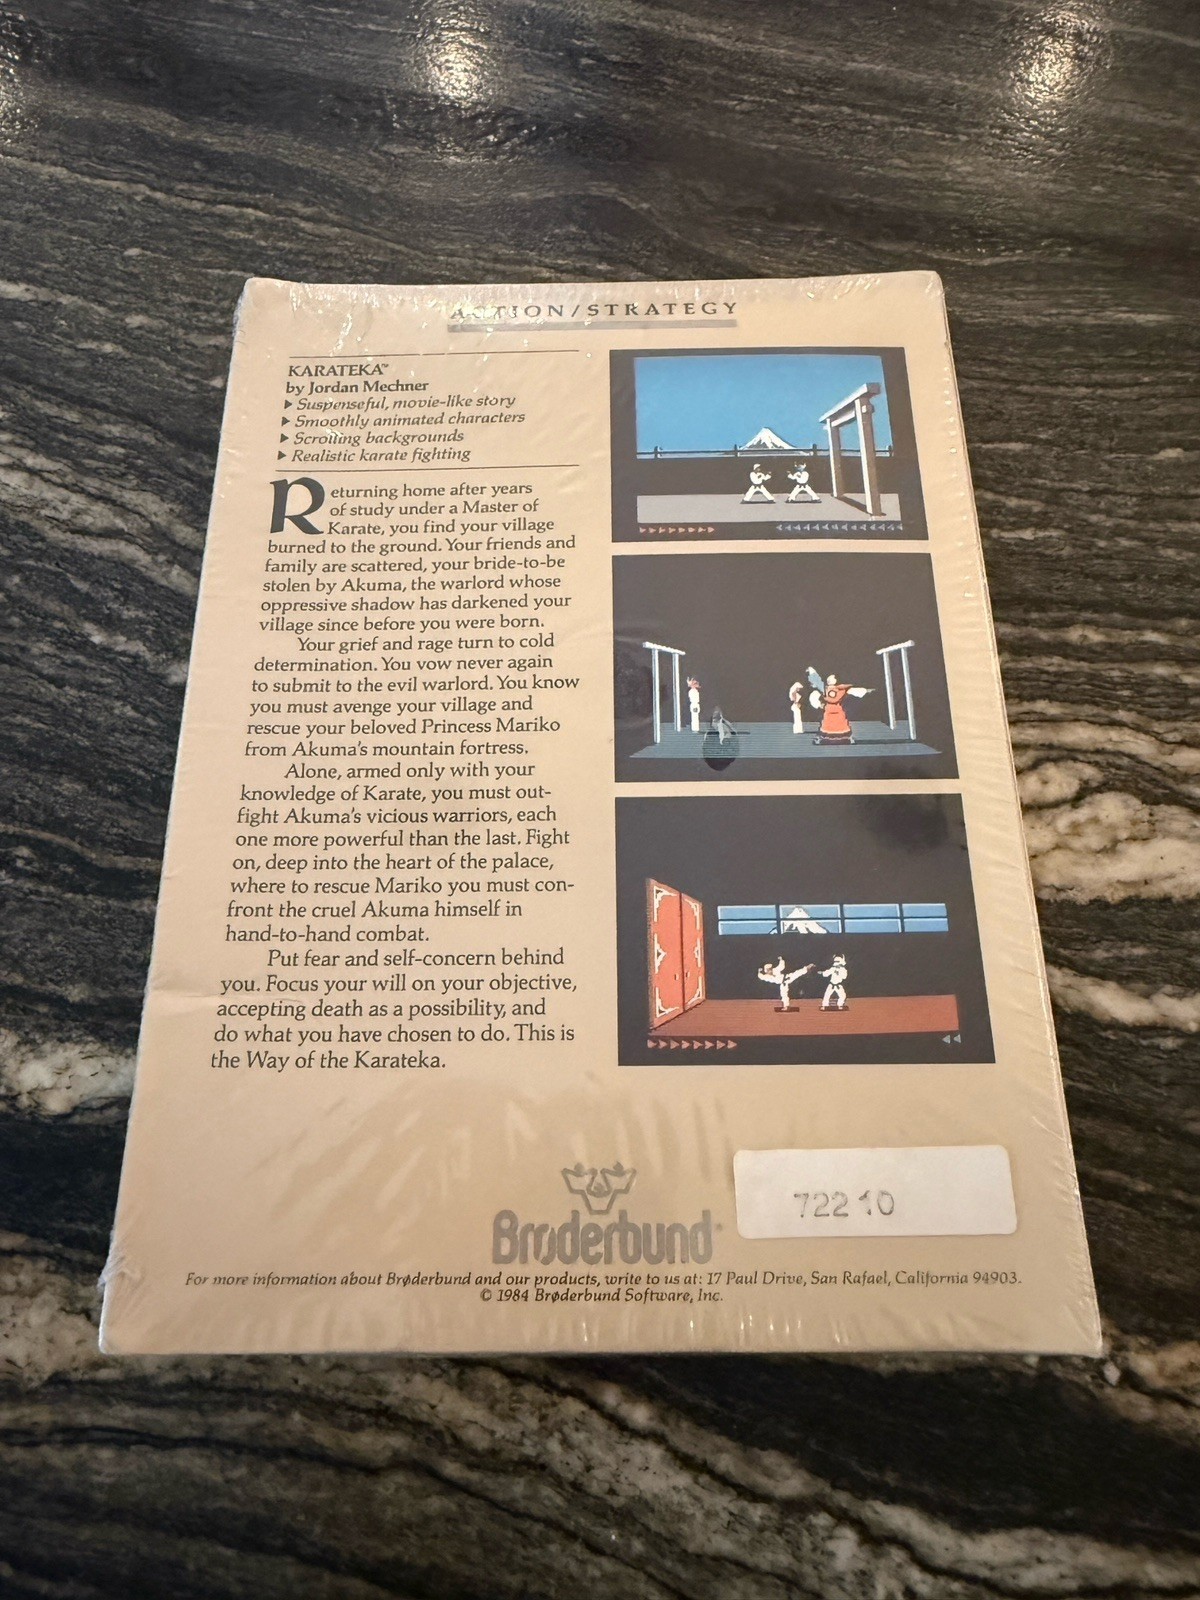 ACTION/STRATEGY
KARATEKA™
by Jordan Mechner
▶ Suspenseful, movie-like story
▶ Smoothly animated characters
▶ Scrolling backgrounds
▶ Realistic karate fighting
Returning home after years
of study under a Master of
Karate, you find your village
burned to the ground. Your friends and
family are scattered, your bride-to-be
stolen by Akuma, the warlord whose
oppressive shadow has darkened your
village since before you were born.
Your grief and rage turn to cold
determination. You vow never again
to submit to the evil warlord. You know
you must avenge your village and
rescue your beloved Princess Mariko
from Akuma's mountain fortress.
Alone, armed only with your
knowledge of Karate, you must out-
fight Akuma's vicious warriors, each
one more powerful than the last. Fight
on, deep into the heart of the palace,
where to rescue Mariko you must con-
front the cruel Akuma himself in
hand-to-hand combat.
Put fear and self-concern behind
you. Focus your will on your objective,
accepting death as a possibility, and
do what you have chosen to do. This is
the Way of the Karateka.
72210
Brøderbund
For more information about Brøderbund and our products, write to us at: 17 Paul Drive, San Rafael, California 94903.
© 1984 Brøderbund Software, Inc.